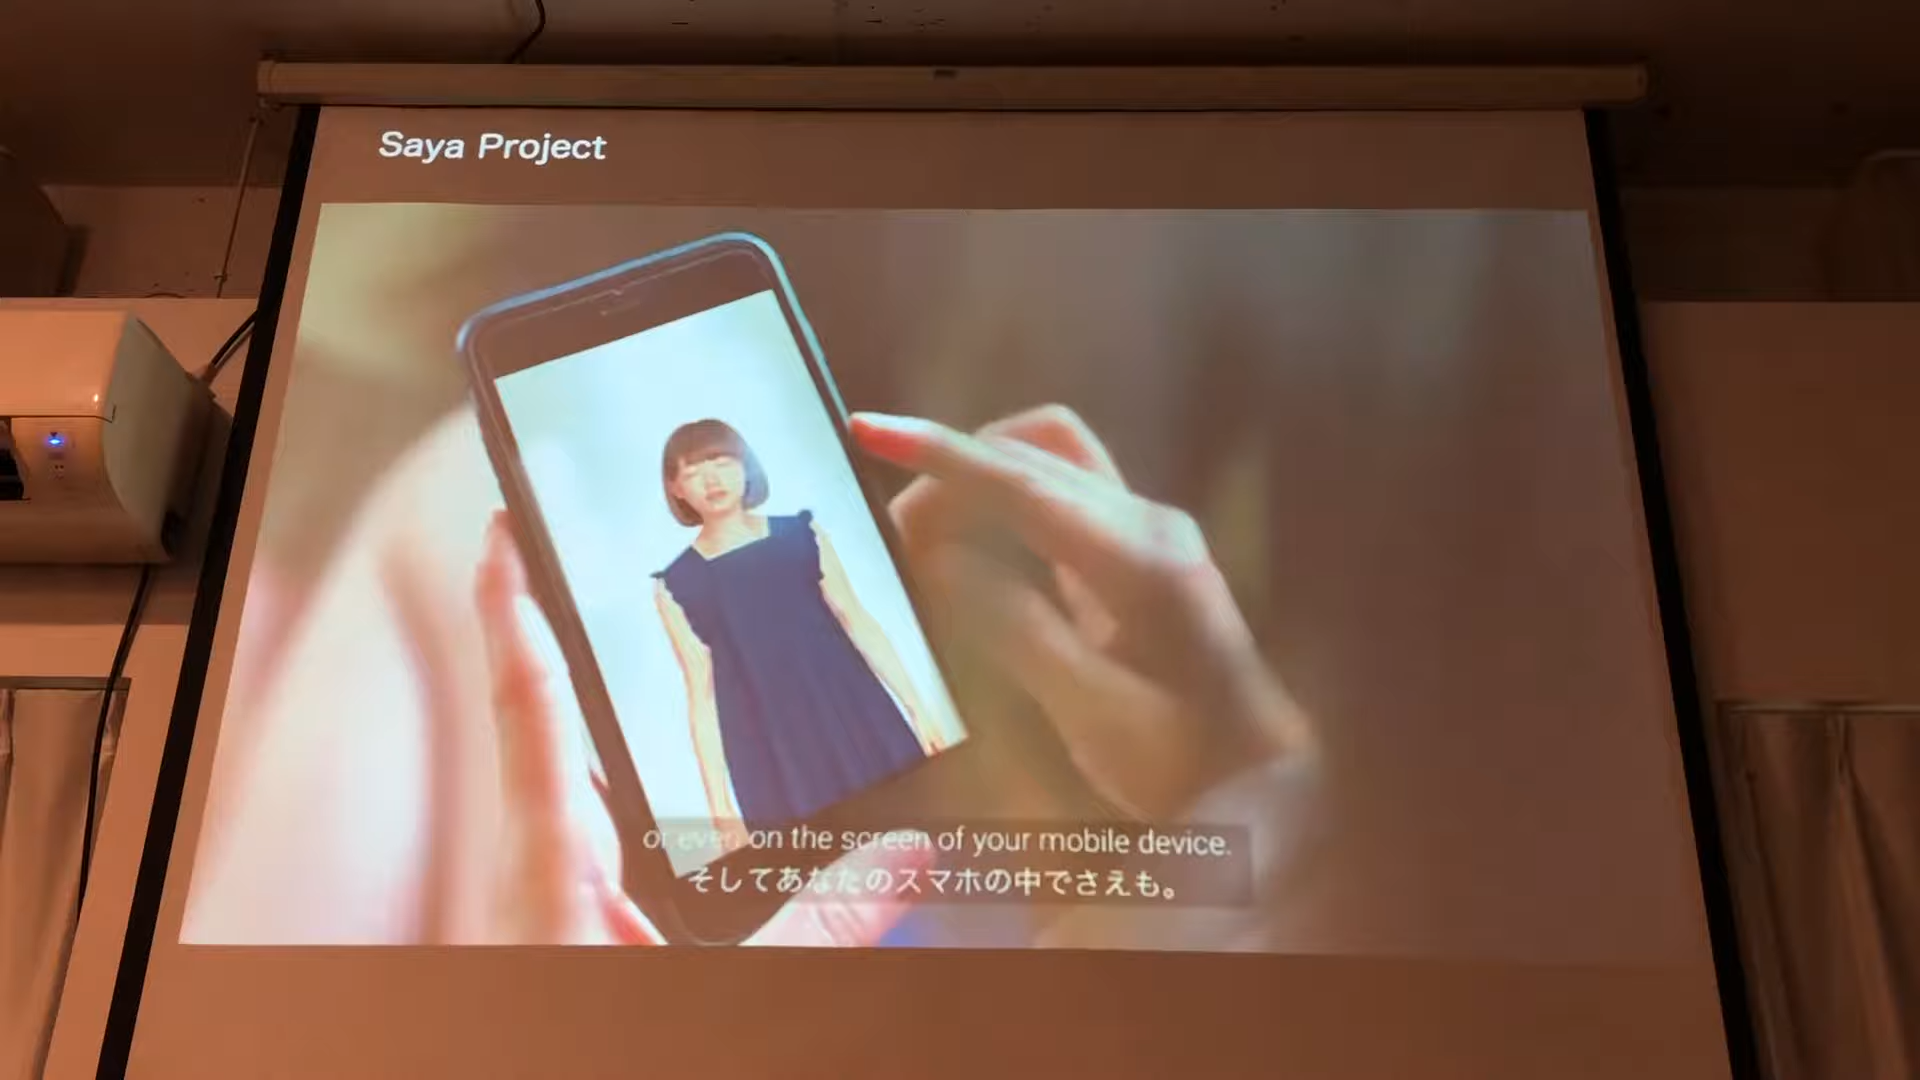 Saya Project
or even on the screen of your mobile device.
そしてあなたのスマホの中でさえも。